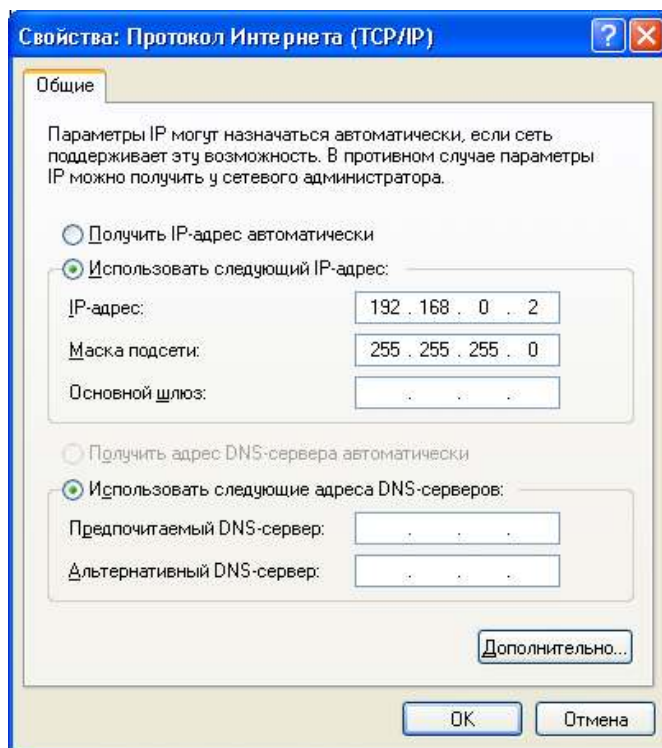 Свойства: Протокол Интернета (TCP/IP)
Общие
Параметры IP могут назначаться автоматически, если сеть
поддерживает эту возможность. В противном случае параметры
IP можно получить у сетевого администратора.
Получить IP-адрес автоматически
Использовать следующий IP-адрес:
IP-адрес: 192 . 168 . 0 . 2
Маска подсети: 255 . 255 . 255 . 0
Основной шлюз: . . .
Получить адрес DNS-сервера автоматически
Использовать следующие адреса DNS-серверов:
Предпочитаемый DNS-сервер: . . .
Альтернативный DNS-сервер: . . .
Дополнительно...
OK Отмена